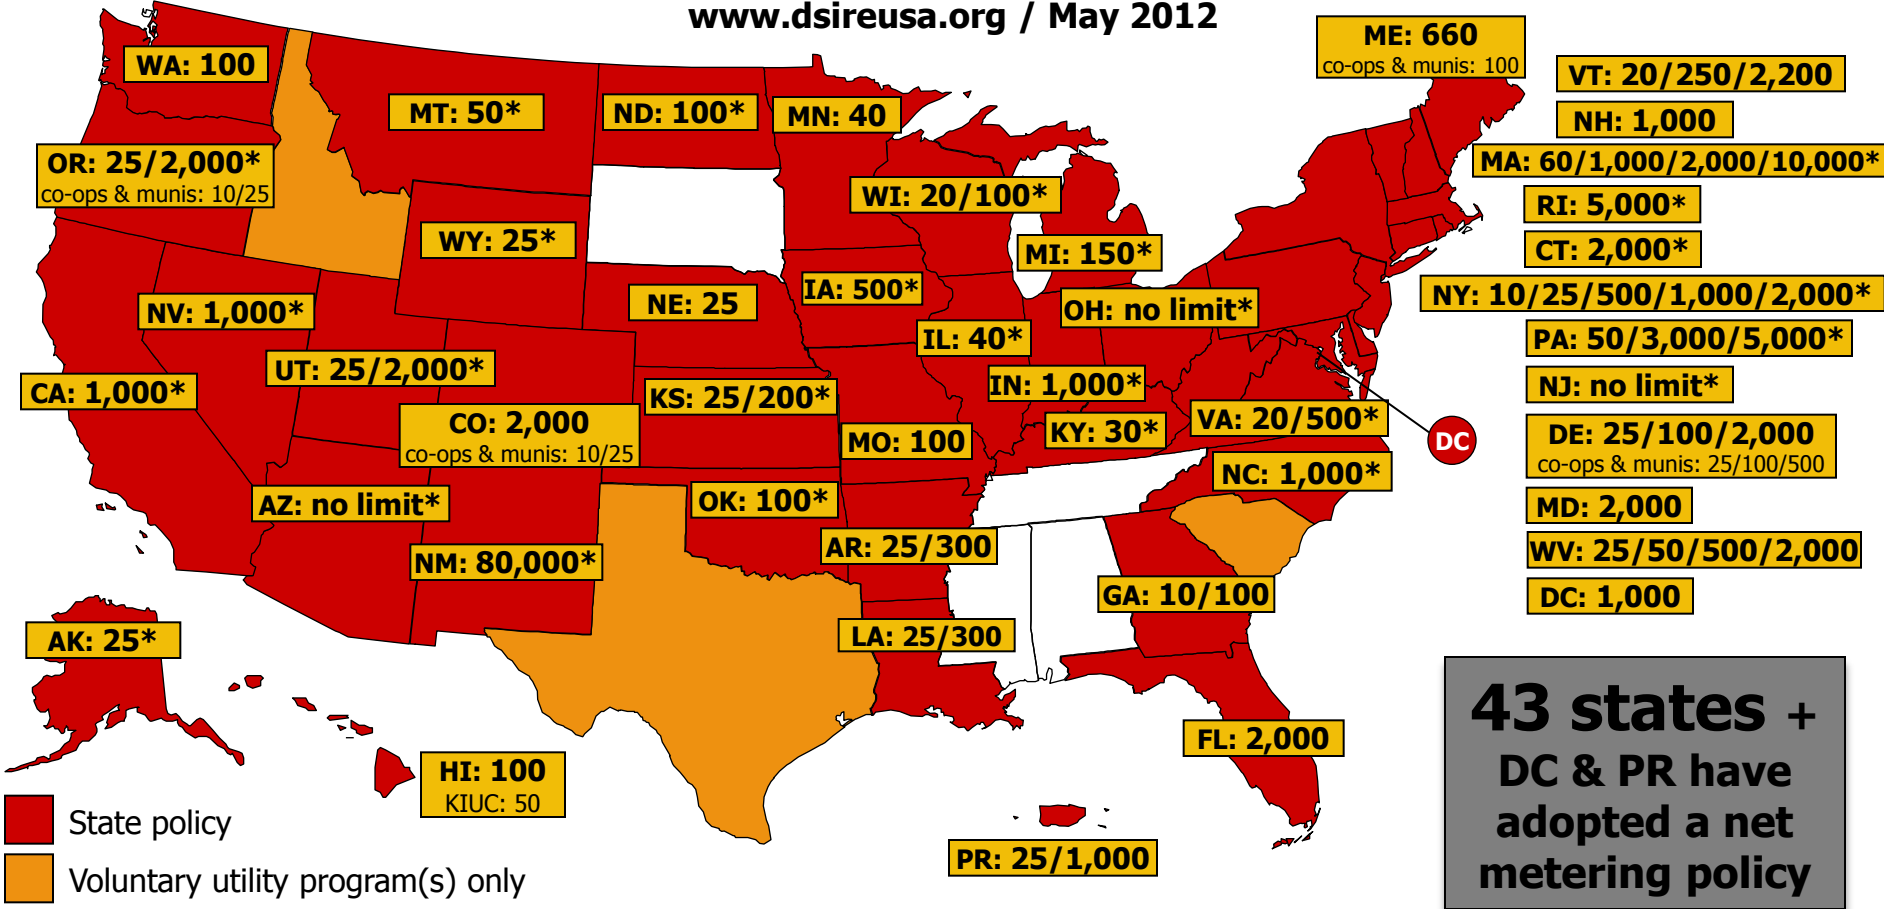 www.dsireusa.org / May 2012
WA: 100
OR: 25/2,000*
co-ops & munis: 10/25
MT: 50*
ND: 100*
MN: 40
WI: 20/100*
WY: 25*
MI: 150*
NV: 1,000*
NE: 25
IA: 500*
OH: no limit*
IL: 40*
UT: 25/2,000*
CA: 1,000*
CO: 2,000
co-ops & munis: 10/25
KS: 25/200*
IN: 1,000*
MO: 100
KY: 30*
VA: 20/500*
DC
NC: 1,000*
AZ: no limit*
OK: 100*
NM: 80,000*
AR: 25/300
GA: 10/100
LA: 25/300
AK: 25*
HI: 100
KIUC: 50
FL: 2,000
PR: 25/1,000
ME: 660
co-ops & munis: 100
VT: 20/250/2,200
NH: 1,000
MA: 60/1,000/2,000/10,000*
RI: 5,000*
CT: 2,000*
NY: 10/25/500/1,000/2,000*
PA: 50/3,000/5,000*
NJ: no limit*
DE: 25/100/2,000
co-ops & munis: 25/100/500
MD: 2,000
WV: 25/50/500/2,000
DC: 1,000
State policy
Voluntary utility program(s) only
43 states +
DC & PR have
adopted a net
metering policy